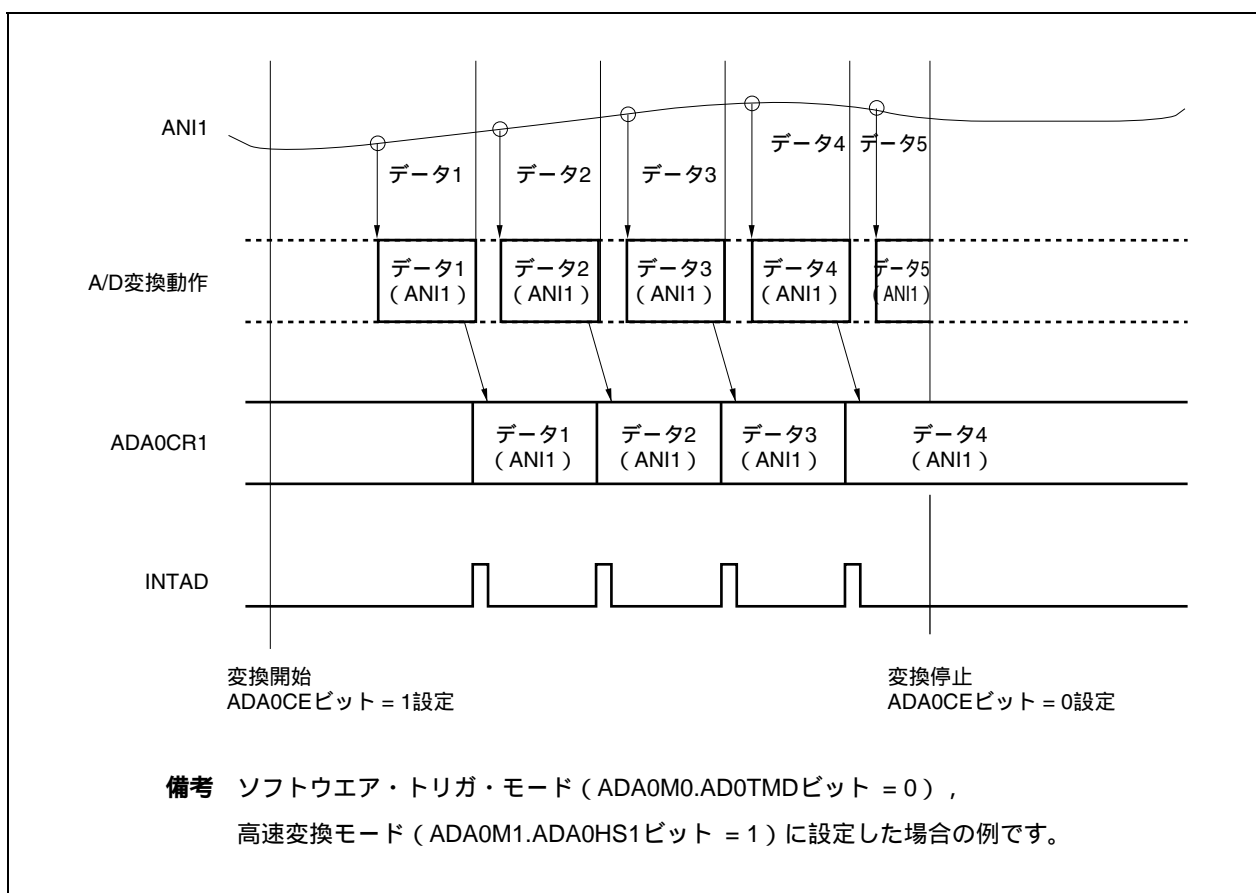 ANI1
データ1
データ2
データ3
データ4
データ5
A/D変換動作
データ1
（ANI1）
データ2
（ANI1）
データ3
（ANI1）
データ4
（ANI1）
データ5
（ANI1）
ADA0CR1
データ1
（ANI1）
データ2
（ANI1）
データ3
（ANI1）
データ4
（ANI1）
INTAD
変換開始
ADA0CEビット = 1設定
変換停止
ADA0CEビット = 0設定
備考 ソフトウエア・トリガ・モード（ADA0M0.AD0TMDビット = 0），
高速変換モード（ADA0M1.ADA0HS1ビット = 1）に設定した場合の例です。